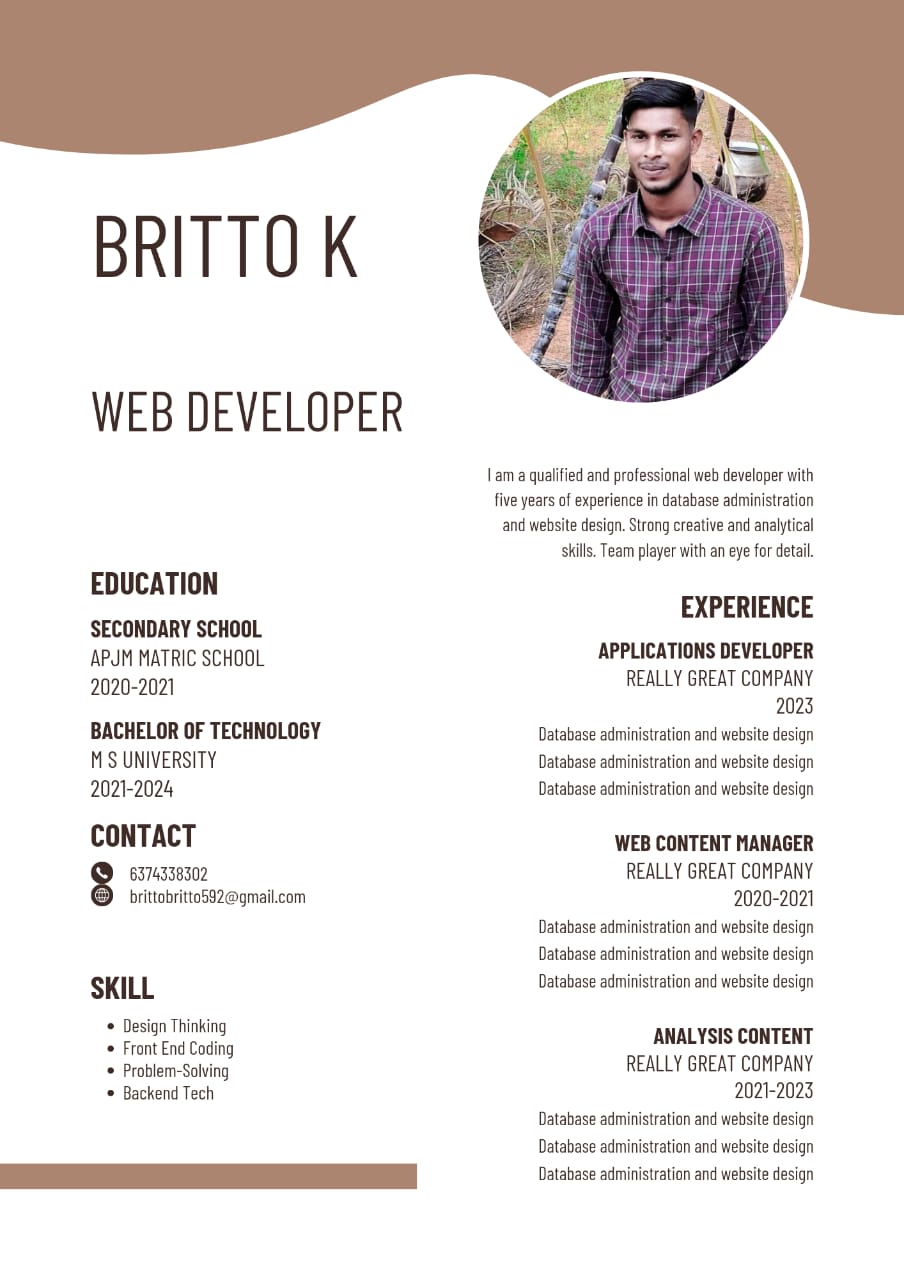 BRITTO K
WEB DEVELOPER
I am a qualified and professional web developer with
five years of experience in database administration
and website design. Strong creative and analytical
skills. Team player with an eye for detail.
EDUCATION
SECONDARY SCHOOL
APJM MATRIC SCHOOL
2020-2021
BACHELOR OF TECHNOLOGY
M S UNIVERSITY
2021-2024
CONTACT
6374338302
brittobritto592@gmail.com
SKILL
• Design Thinking
• Front End Coding
• Problem-Solving
• Backend Tech
EXPERIENCE
APPLICATIONS DEVELOPER
REALLY GREAT COMPANY
2023
Database administration and website design
Database administration and website design
Database administration and website design
WEB CONTENT MANAGER
REALLY GREAT COMPANY
2020-2021
Database administration and website design
Database administration and website design
Database administration and website design
ANALYSIS CONTENT
REALLY GREAT COMPANY
2021-2023
Database administration and website design
Database administration and website design
Database administration and website design